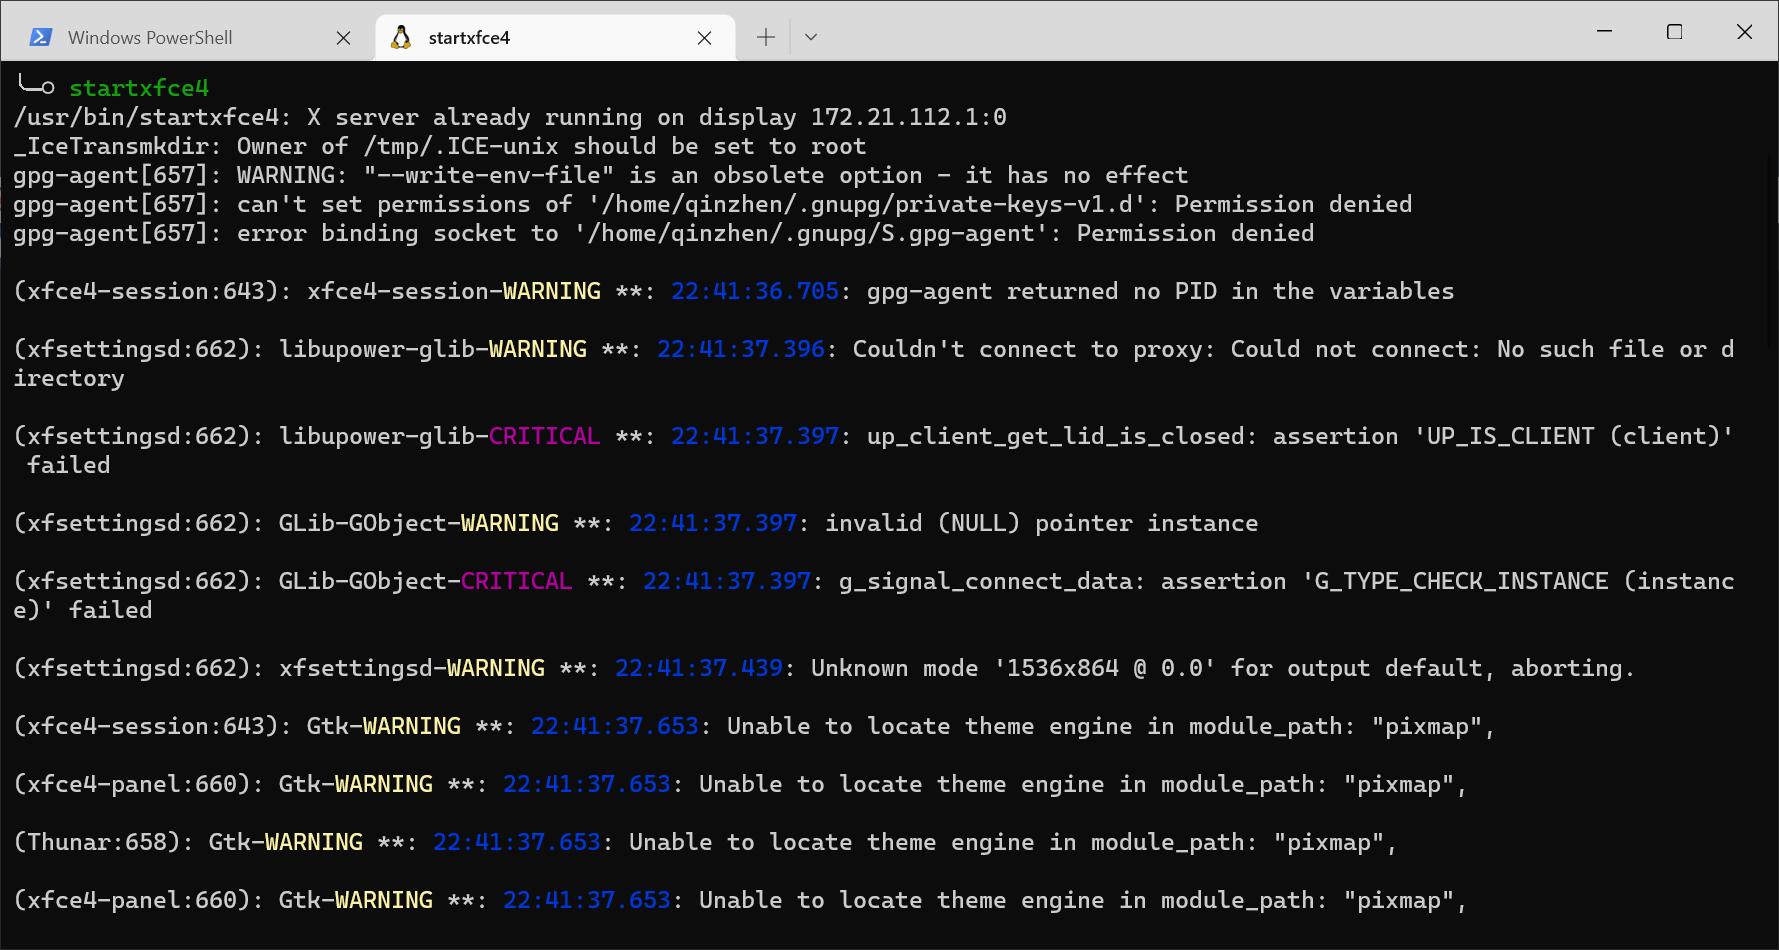 Windows PowerShell
startxfce4
startxfce4
/usr/bin/startxfce4: X server already running on display 172.21.112.1:0
_IceTransmkdir: Owner of /tmp/.ICE-unix should be set to root
gpg-agent[657]: WARNING: "--write-env-file" is an obsolete option - it has no effect
gpg-agent[657]: can't set permissions of '/home/qinzhen/.gnupg/private-keys-v1.d': Permission denied
gpg-agent[657]: error binding socket to '/home/qinzhen/.gnupg/S.gpg-agent': Permission denied
(xfce4-session:643): xfce4-session-WARNING **: 22:41:36.705: gpg-agent returned no PID in the variables
(xfsettingsd:662): libupower-glib-WARNING **: 22:41:37.396: Couldn't connect to proxy: Could not connect: No such file or d
irectory
(xfsettingsd:662): libupower-glib-CRITICAL **: 22:41:37.397: up_client_get_lid_is_closed: assertion 'UP_IS_CLIENT (client)'
failed
(xfsettingsd:662): GLib-GObject-WARNING **: 22:41:37.397: invalid (NULL) pointer instance
(xfsettingsd:662): GLib-GObject-CRITICAL **: 22:41:37.397: g_signal_connect_data: assertion 'G_TYPE_CHECK_INSTANCE (instanc
e)' failed
(xfsettingsd:662): xfsettingsd-WARNING **: 22:41:37.439: Unknown mode '1536x864 @ 0.0' for output default, aborting.
(xfce4-session:643): Gtk-WARNING **: 22:41:37.653: Unable to locate theme engine in module_path: "pixmap",
(xfce4-panel:660): Gtk-WARNING **: 22:41:37.653: Unable to locate theme engine in module_path: "pixmap",
(Thunar:658): Gtk-WARNING **: 22:41:37.653: Unable to locate theme engine in module_path: "pixmap",
(xfce4-panel:660): Gtk-WARNING **: 22:41:37.653: Unable to locate theme engine in module_path: "pixmap",